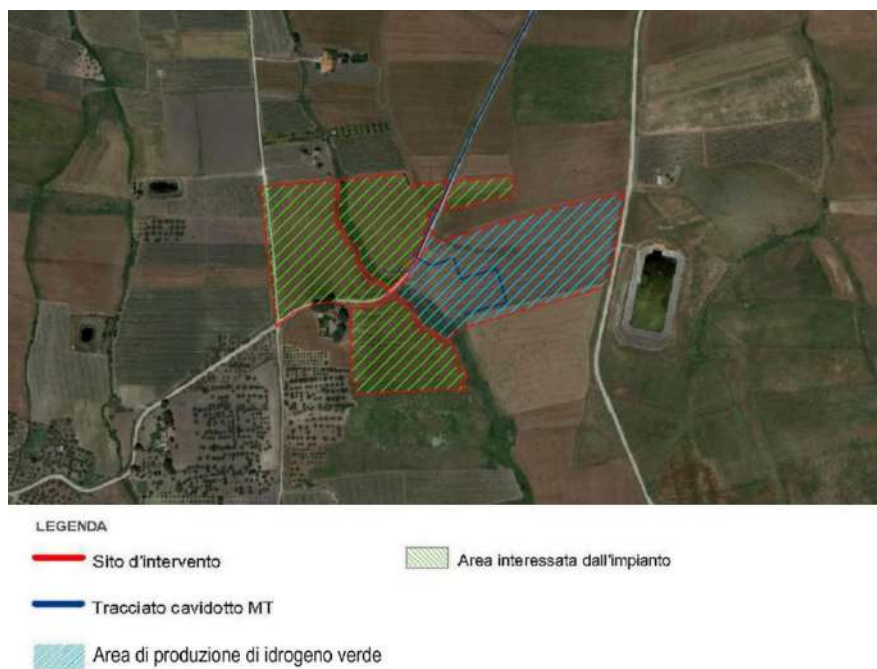 LEGENDA
Sito d'intervento
Area interessata dall'impianto
Tracciato cavidotto MT
Area di produzione di idrogeno verde